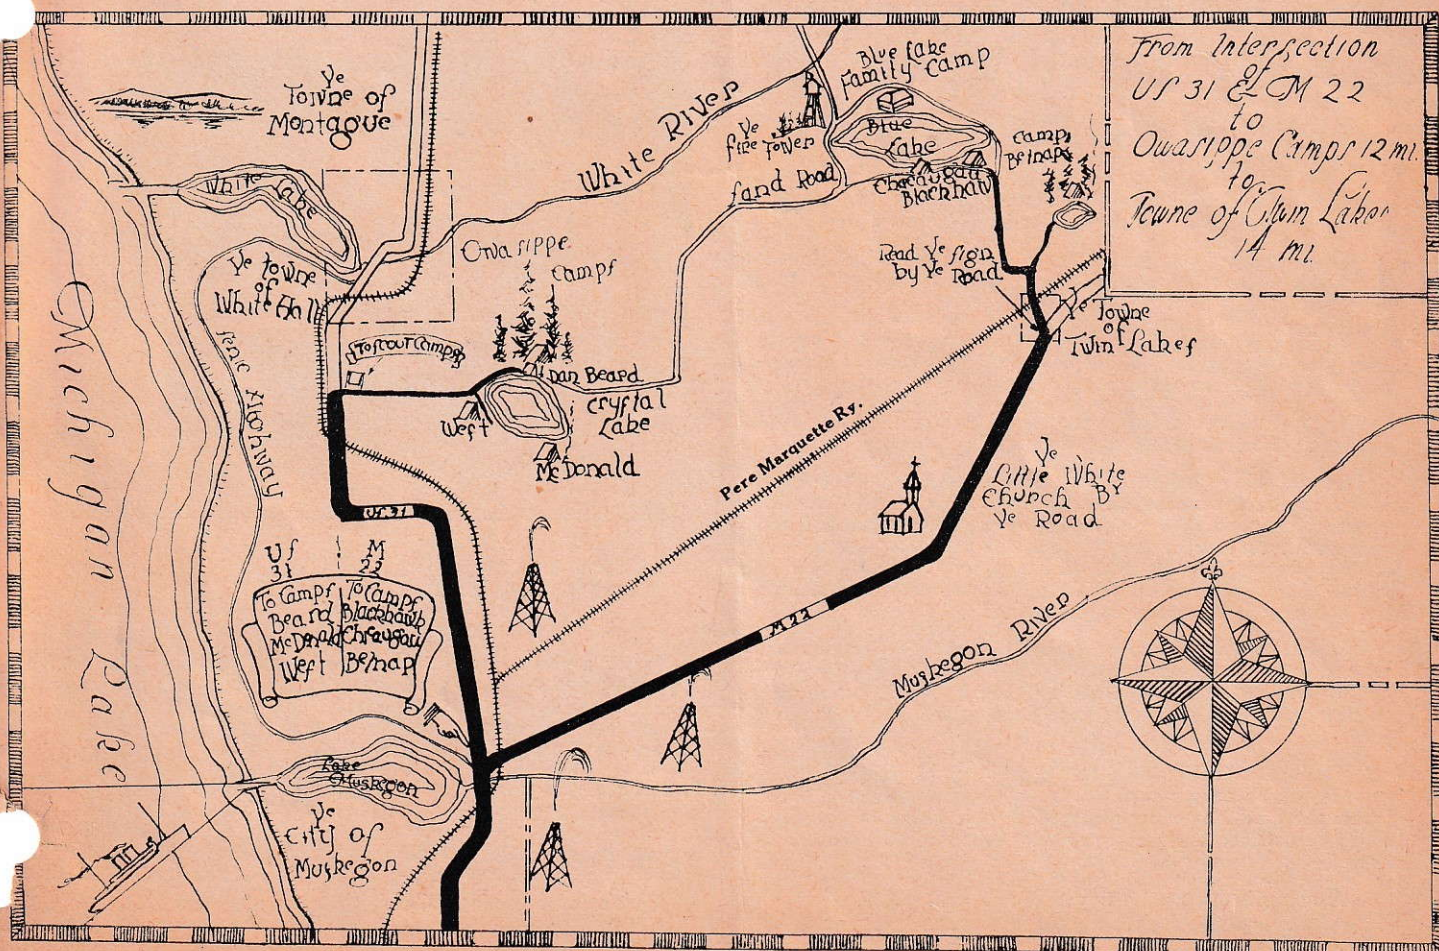 From Intersection
of
US 31 & M 22
to
Owasippe Camps 12 mi.
to
Towne of Twin Lakes
14 mi.
Ye
Towne of
Montague
White Lake
Ye Towne
of
White Hall
White River
Blue Lake
Family Camp
Ye
Fire Tower
Blue
Lake
Camp
Belnap
Sand Road
Checaugau
Blackhaw
Read Ye Sign
by Ye
Road
Ye Towne
of
Twin Lakes
Owasippe
Camps
To Scout Camps
Dan Beard
Crystal
Lake
West
McDonald
Michigan Lake
Scenic Highway
Pere Marquette Ry.
Ye
Little White
Church By
Ye Road
US 31
US
31
M
22
To Camps
Beard
McDonald
West
To Camps
Blackhawk
Checaugau
Belnap
M 22
Muskegon River
Lake
Muskegon
Ye
City of
Muskegon